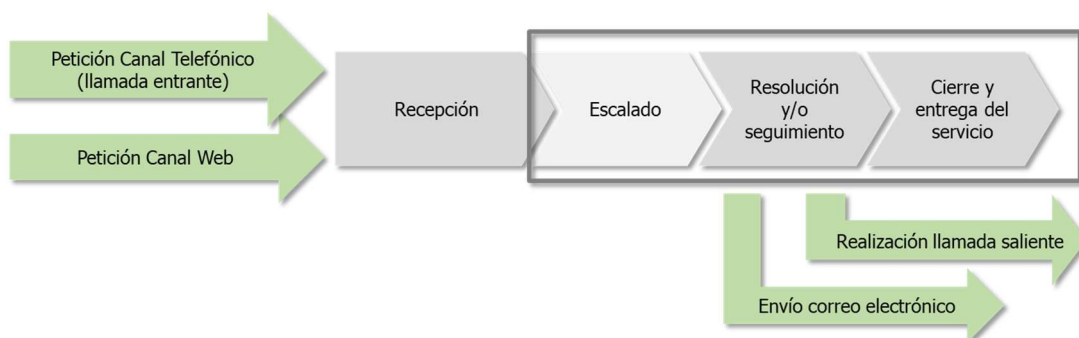 Petición Canal Telefónico
(llamada entrante)
Petición Canal Web
Recepción
Escalado
Resolución
y/o
seguimiento
Cierre y
entrega del
servicio
Realización llamada saliente
Envío correo electrónico